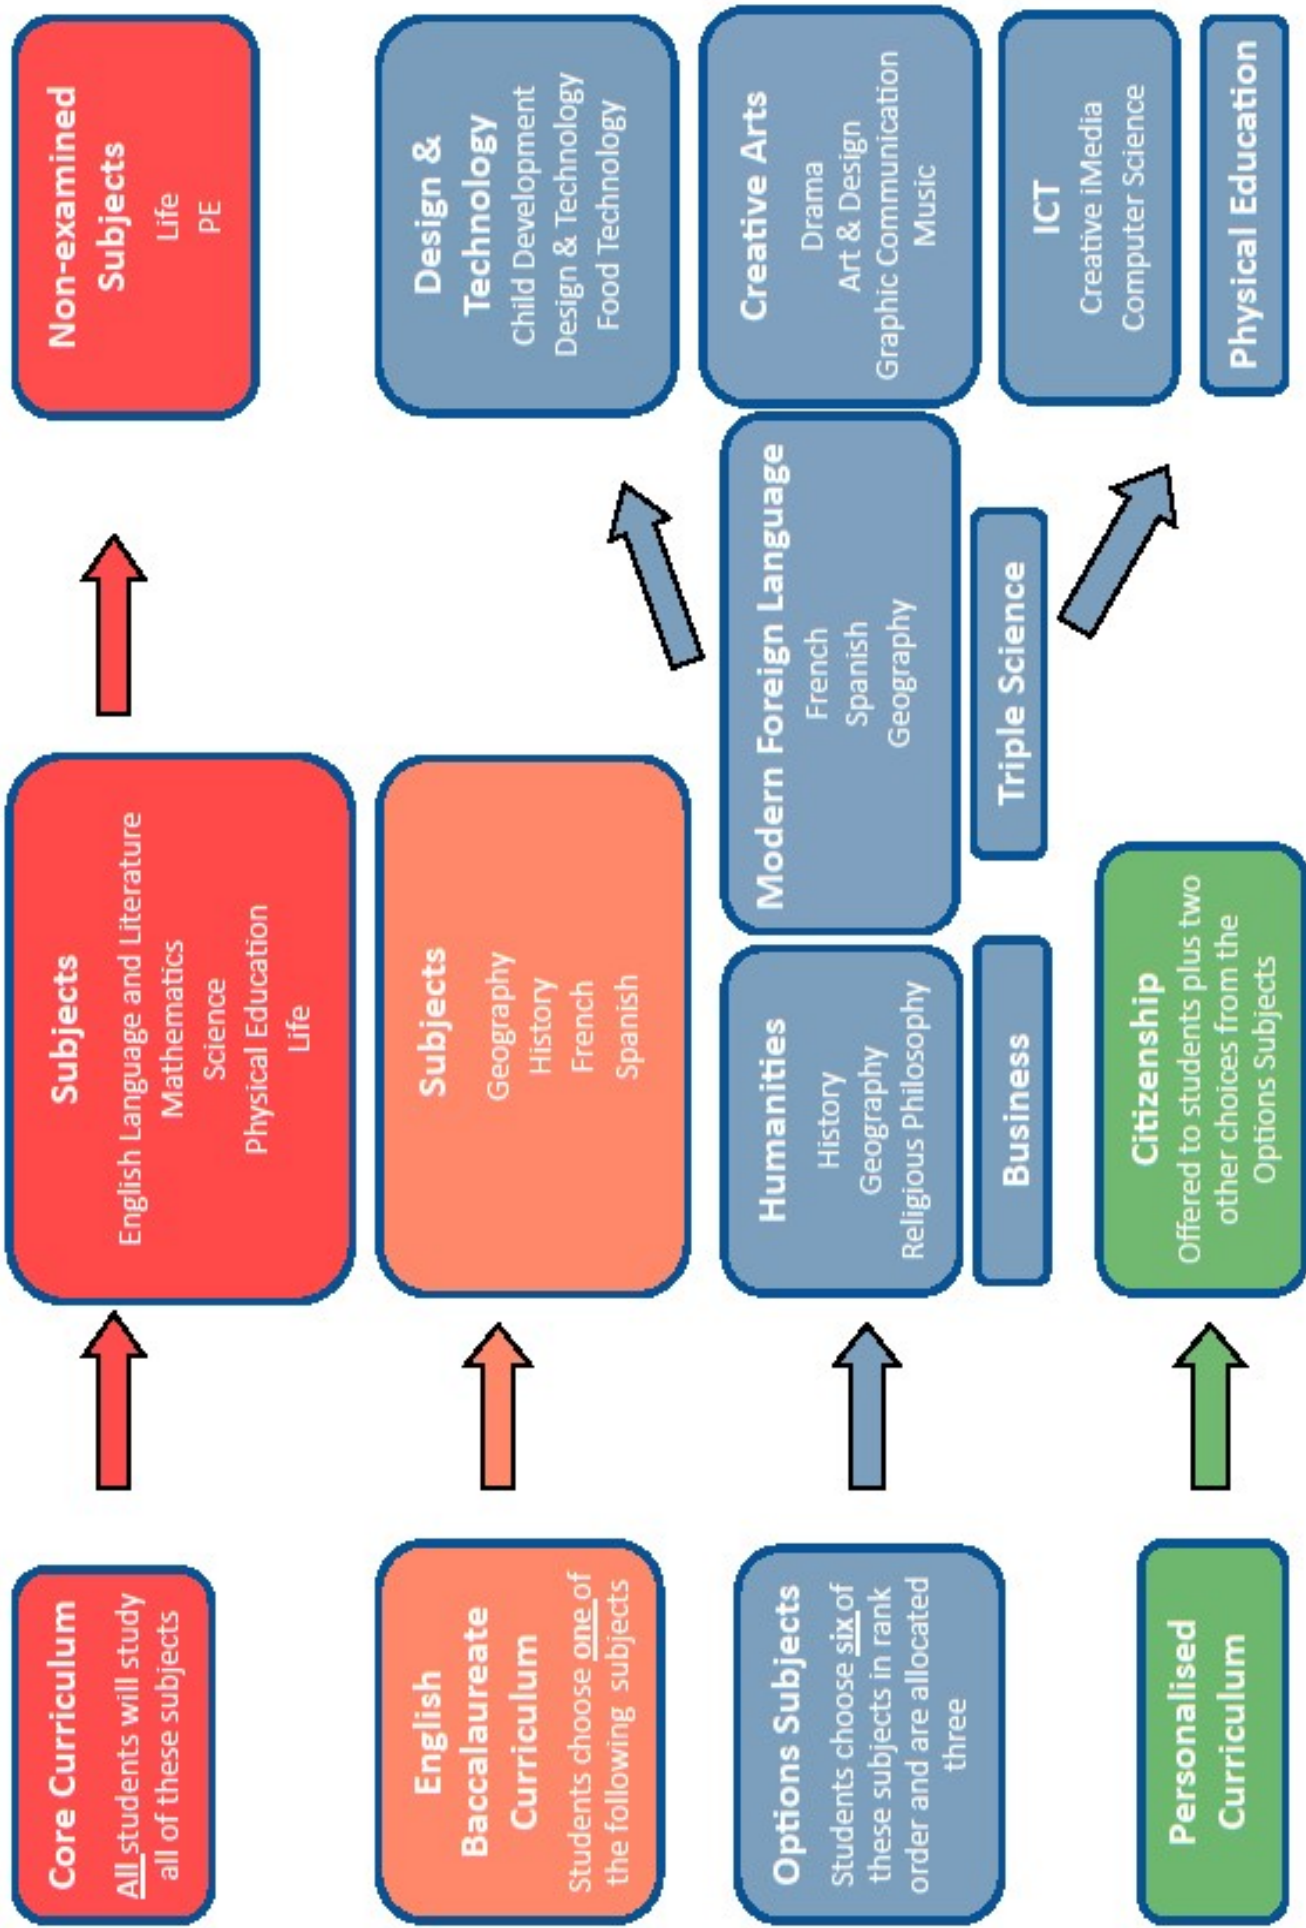 Core Curriculum
All students will study
all of these subjects
Subjects
English Language and Literature
Mathematics
Science
Physical Education
Life
Non-examined
Subjects
Life
PE
English
Baccalaureate
Curriculum
Students choose one of
the following subjects
Subjects
Geography
History
French
Spanish
Options Subjects
Students choose six of
these subjects in rank
order and are allocated
three
Humanities
History
Geography
Religious Philosophy
Business
Modern Foreign Language
French
Spanish
Geography
Triple Science
Design &
Technology
Child Development
Design & Technology
Food Technology
Creative Arts
Drama
Art & Design
Graphic Communication
Music
ICT
Creative iMedia
Computer Science
Physical Education
Personalised
Curriculum
Citizenship
Offered to students plus two
other choices from the
Options Subjects